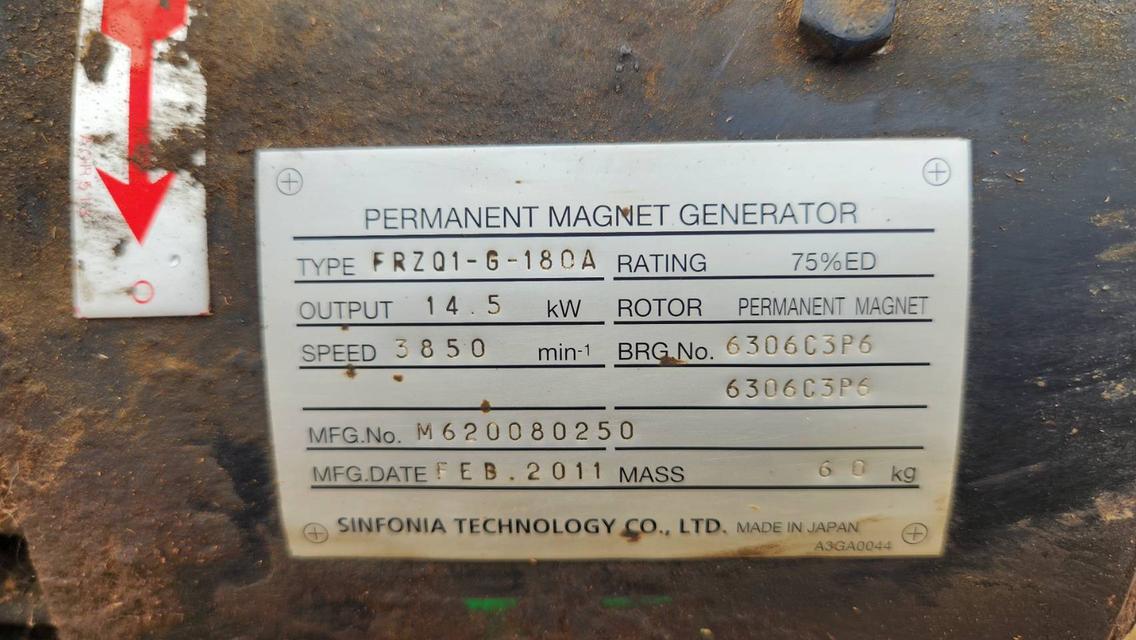 PERMANENT MAGNET GENERATOR
TYPE FRZQ1-G-180A RATING 75%ED
OUTPUT 14.5 kW ROTOR PERMANENT MAGNET
SPEED 3850 min-1 BRG.No. 6306C3P6
6306C3P6
MFG.No. M620080250
MFG.DATE FEB.2011 MASS 60 kg
SINFONIA TECHNOLOGY CO., LTD. MADE IN JAPAN
A3GA0044